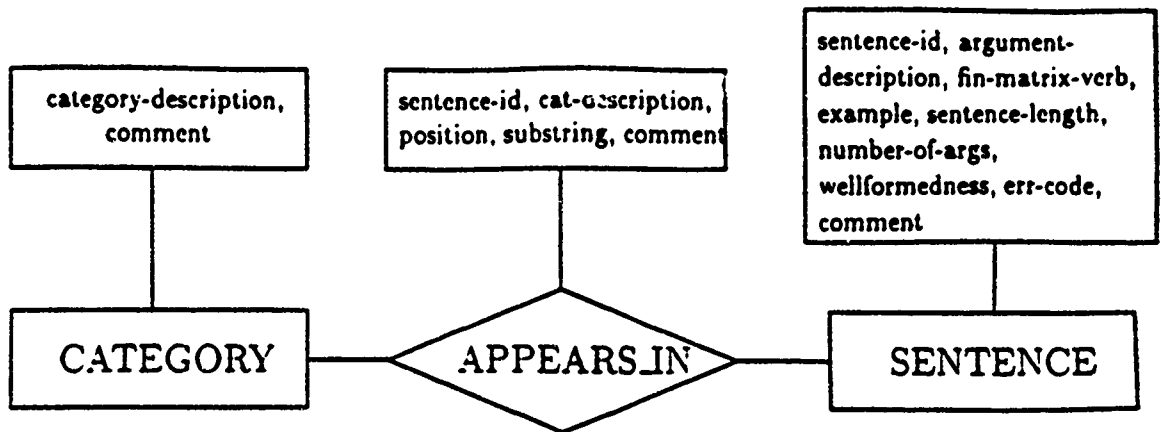 category-description,
comment
sentence-id, cat-description,
position, substring, comment
sentence-id, argument-
description, fin-matrix-verb,
example, sentence-length,
number-of-args,
wellformedness, err-code,
comment
CATEGORY
APPEARS_IN
SENTENCE